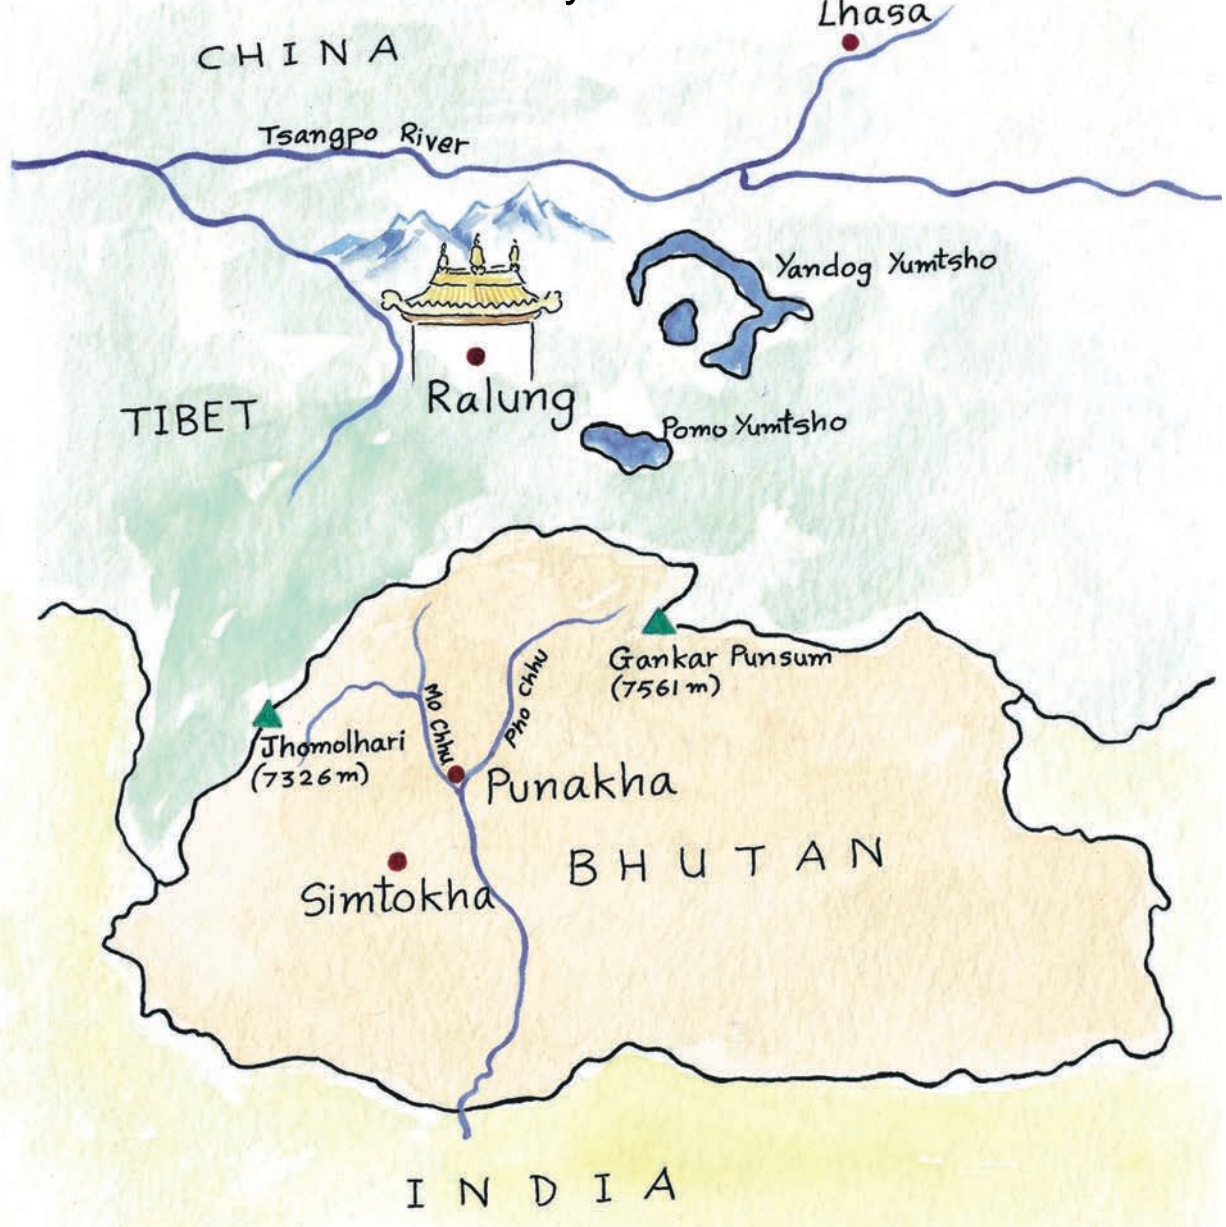 Lhasa
CHINA
Tsangpo River
Yandog Yumtsho
Ralung
TIBET
Pomo Yumtsho
Gankar Punsum
(7561 m)
Mo Chhu
Pho Chhu
Jhomolhari
(7326 m)
Punakha
BHUTAN
Simtokha
INDIA